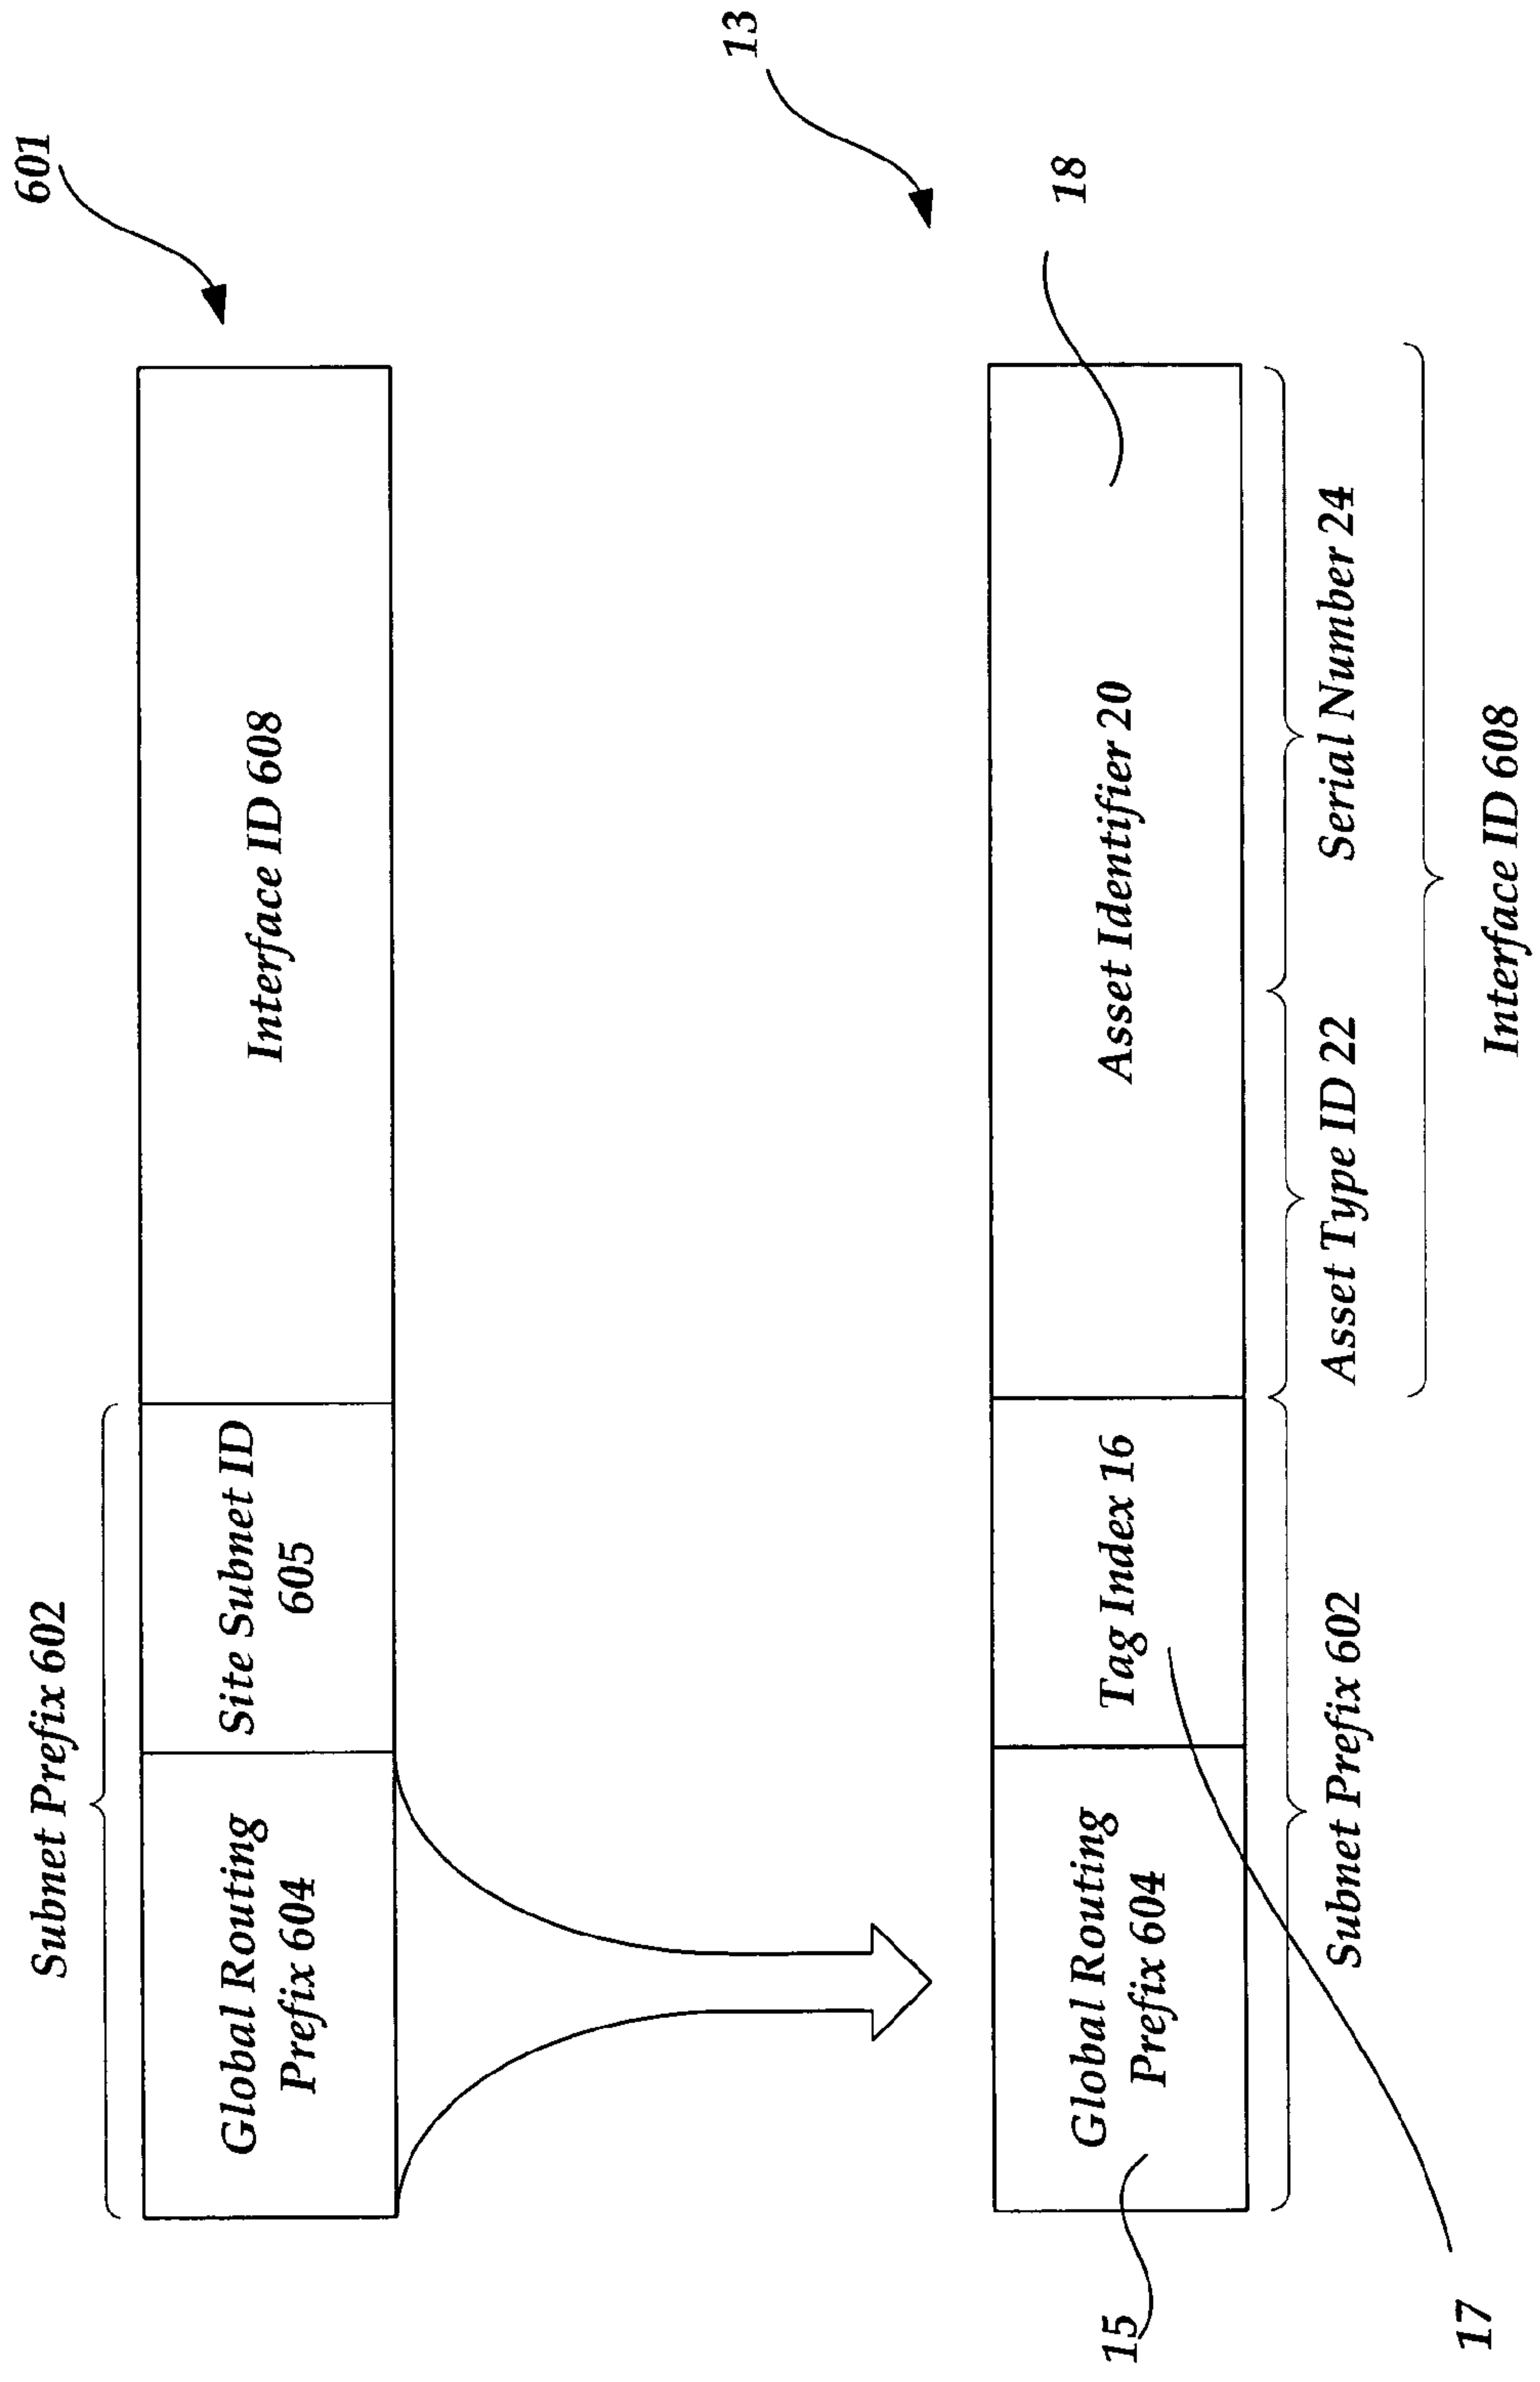 601
Subnet Prefix 602
Global Routing
Prefix 604
Site Subnet ID
605
Interface ID 608
13
18
Global Routing
Prefix 604
Tag Index 16
Asset Identifier 20
15
Subnet Prefix 602
Asset Type ID 22
Serial Number 24
Interface ID 608
17